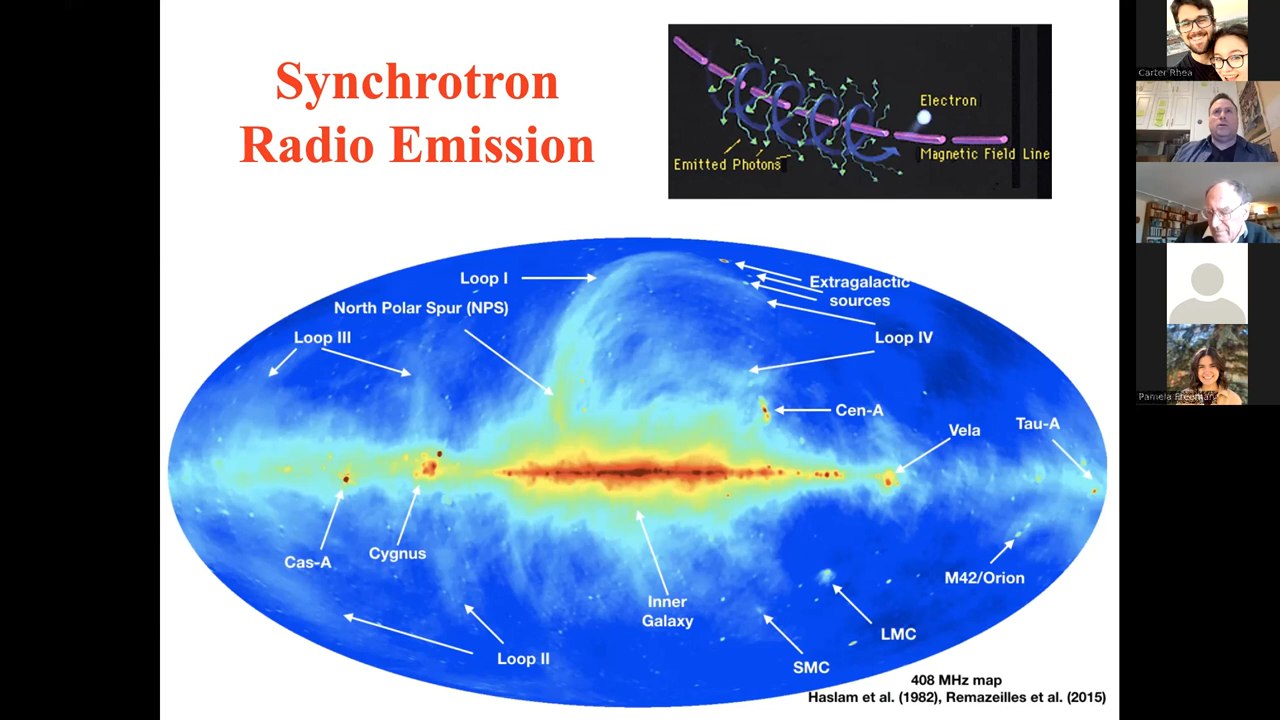 Synchrotron
Radio Emission
Electron
Emitted Photons
Magnetic Field Line
Loop I
Extragalactic
sources
North Polar Spur (NPS)
Loop III
Loop IV
Cen-A
Vela
Tau-A
Cas-A
Cygnus
M42/Orion
Inner
Galaxy
LMC
Loop II
SMC
408 MHz map
Haslam et al. (1982), Remazeilles et al. (2015)
Carter Rhea
Pamela Freeman